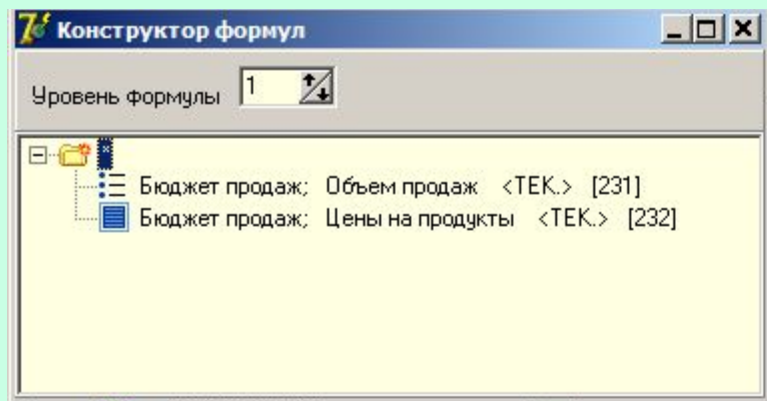 Конструктор формул
Уровень формулы 1
Бюджет продаж; Объем продаж <ТЕК.> [231]
Бюджет продаж; Цены на продукты <ТЕК.> [232]